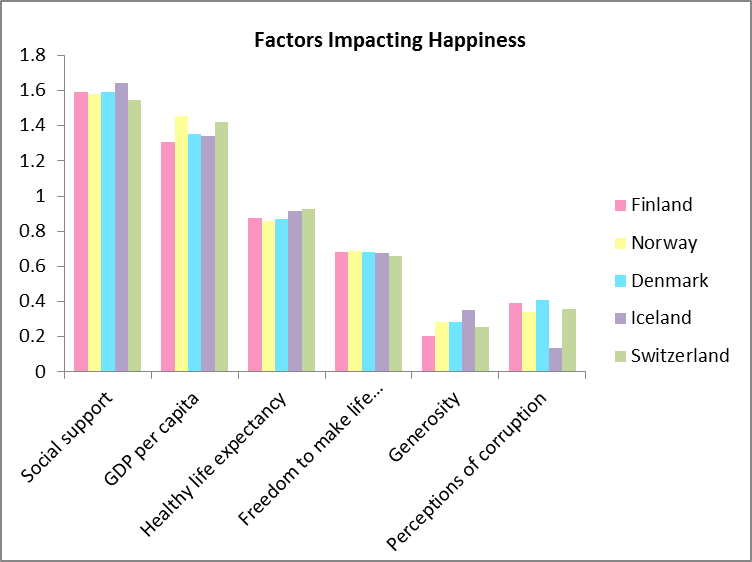 Factors Impacting Happiness
1.8
1.6
1.4
1.2
1
0.8
0.6
0.4
0.2
0
Social support
GDP per capita
Healthy life expectancy
Freedom to make life...
Generosity
Perceptions of corruption
Finland
Norway
Denmark
Iceland
Switzerland